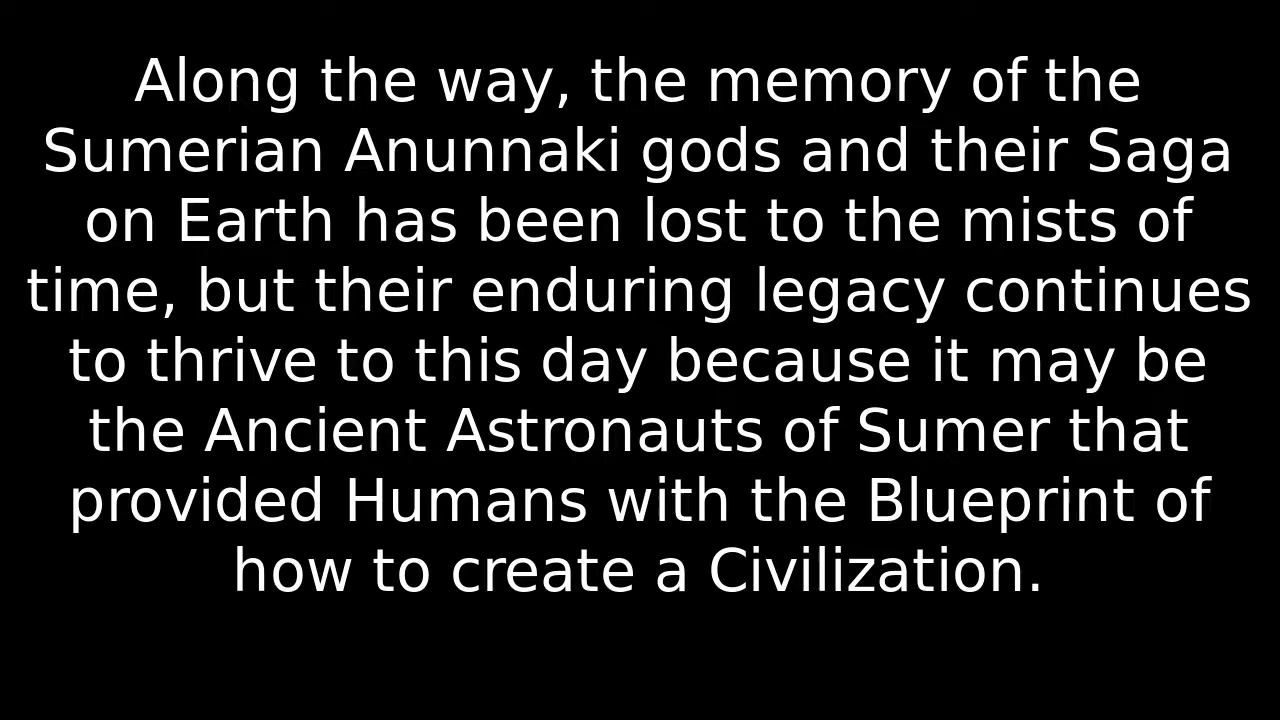 Along the way, the memory of the
Sumerian Anunnaki gods and their Saga
on Earth has been lost to the mists of
time, but their enduring legacy continues
to thrive to this day because it may be
the Ancient Astronauts of Sumer that
provided Humans with the Blueprint of
how to create a Civilization.